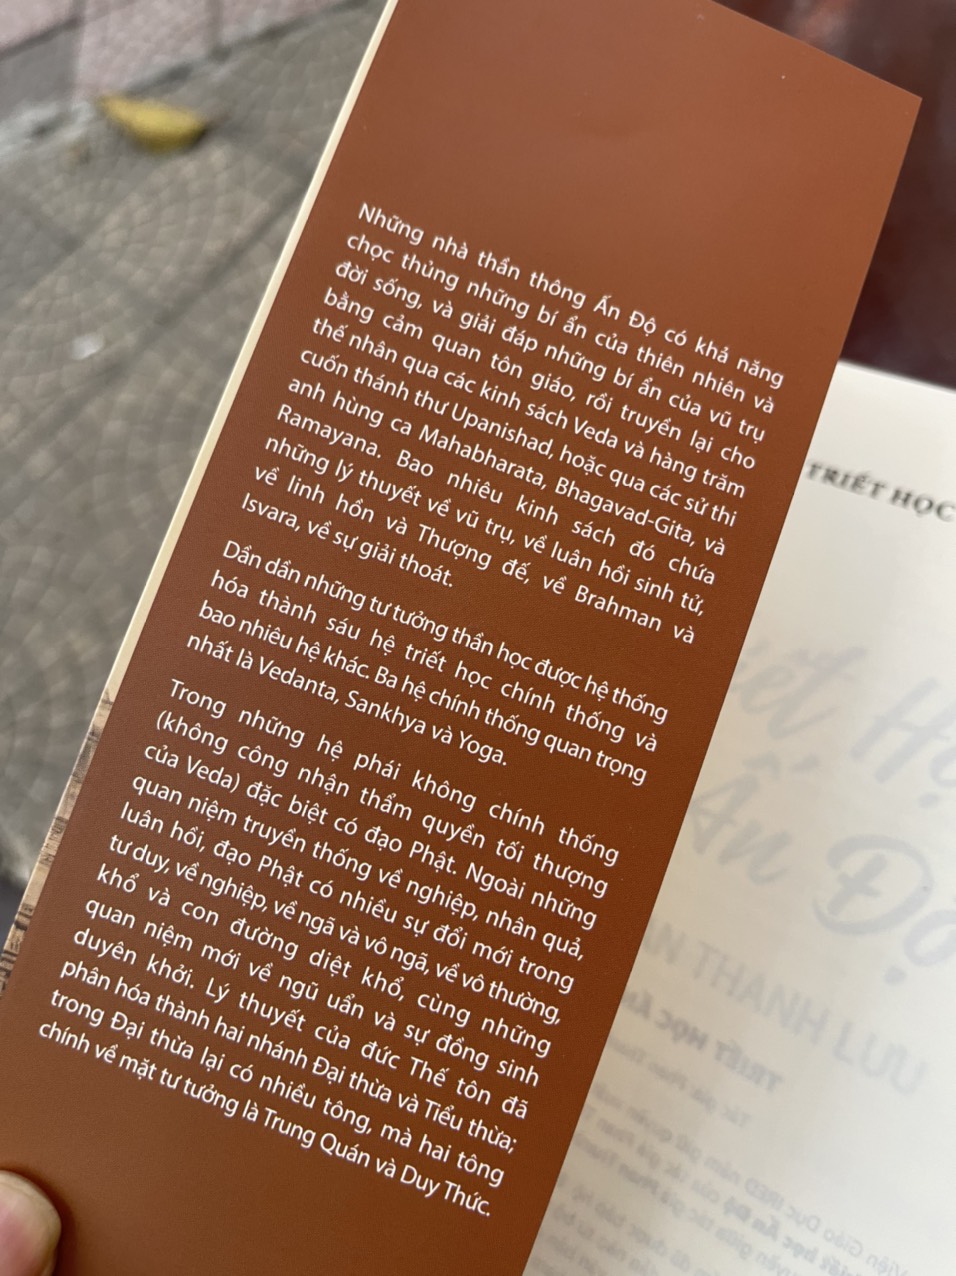 Những nhà thần thông Ấn Độ có khả năng
chọc thủng những bí ẩn của thiên nhiên và
đời sống, và giải đáp những bí ẩn của vũ trụ
bằng cảm quan tôn giáo, rồi truyền lại cho
thế nhân qua các kinh sách Veda và hàng trăm
cuốn thánh thư Upanishad, hoặc qua các sử thi
anh hùng ca Mahabharata, Bhagavad-Gita, và
Ramayana. Bao nhiêu kinh sách đó chứa
những lý thuyết về vũ trụ, về luân hồi sinh tử,
về linh hồn và Thượng đế, về Brahman và
Isvara, về sự giải thoát.
Dần dần những tư tưởng thần học được hệ thống
hóa thành sáu hệ triết học chính thống và
bao nhiêu hệ khác. Ba hệ chính thống quan trọng
nhất là Vedanta, Sankhya và Yoga.
Trong những hệ phái không chính thống
(không công nhận thẩm quyền tối thượng
của Veda) đặc biệt có đạo Phật. Ngoài những
quan niệm truyền thống về nghiệp, nhân quả,
luân hồi, đạo Phật có nhiều sự đổi mới trong
tư duy, về nghiệp, về ngã và vô ngã, về vô thường,
khổ và con đường diệt khổ, cùng những
quan niệm mới về ngũ uẩn và sự đồng sinh
duyên khởi. Lý thuyết của đức Thế tôn đã
phân hóa thành hai nhánh Đại thừa và Tiểu thừa;
trong Đại thừa lại có nhiều tông, mà hai tông
chính về mặt tư tưởng là Trung Quán và Duy Thức.
TRIẾT HỌC
Ấn Độ
THANH LƯU